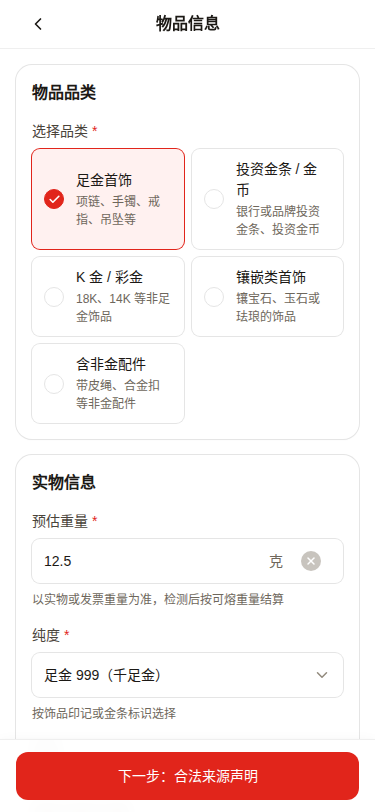 物品信息
物品品类
选择品类 *
足金首饰
项链、手镯、戒
指、吊坠等
投资金条 / 金
币
银行或品牌投资
金条、投资金币
K 金 / 彩金
18K、14K 等非足
金饰品
镶嵌类首饰
镶宝石、玉石或
珐琅的饰品
含非金配件
带皮绳、合金扣
等非金配件
实物信息
预估重量 *
12.5
克
以实物或发票重量为准，检测后按可熔重量结算
纯度 *
足金 999（千足金）
按饰品印记或金条标识选择
下一步：合法来源声明